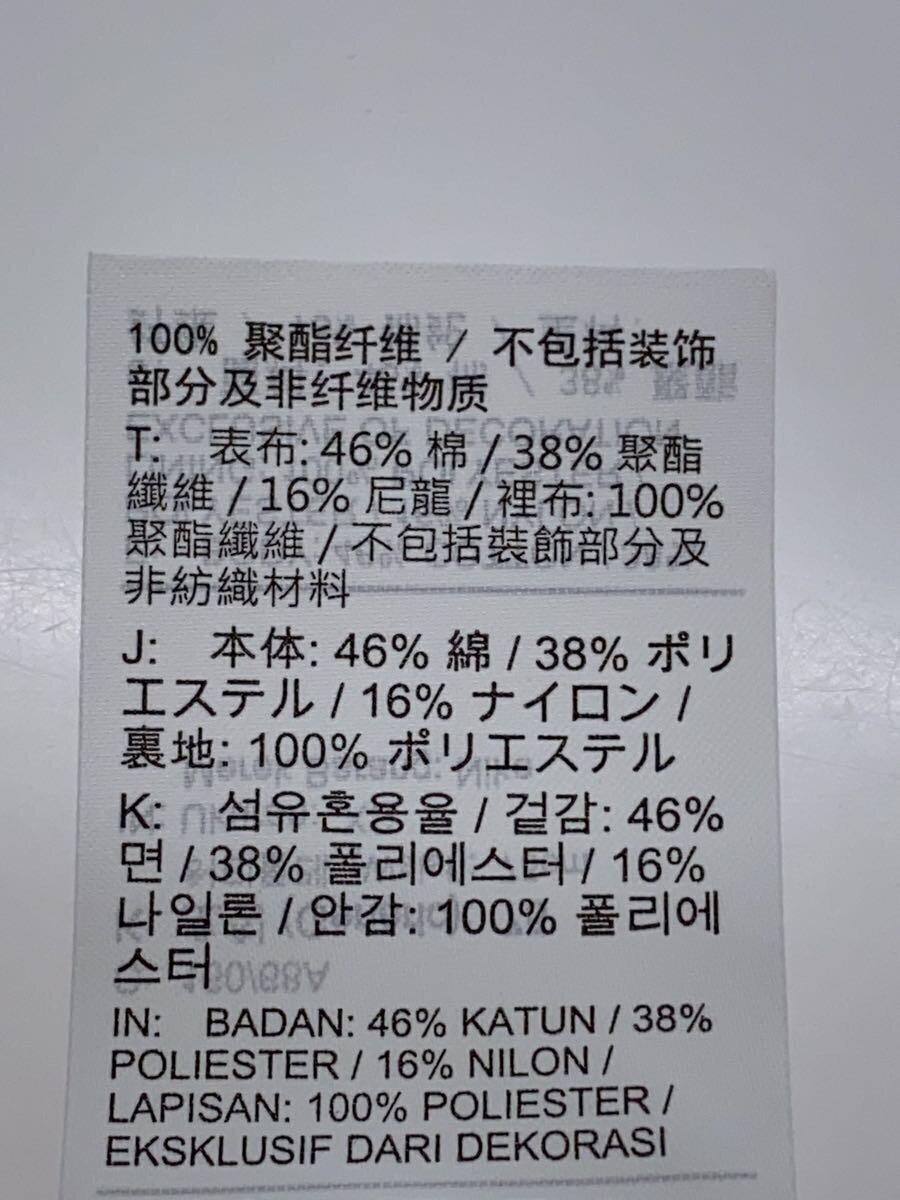 100% 聚酯纤维 / 不包括装饰
部分及非纤维物质
T: 表布: 46% 棉 / 38% 聚酯
纖維 / 16% 尼龍 / 裡布: 100%
聚酯纖維 / 不包括裝飾部分及
非紡織材料
J: 本体: 46% 綿 / 38% ポリ
エステル / 16% ナイロン /
裏地: 100% ポリエステル
K: 섬유혼용율 / 겉감: 46%
면 / 38% 폴리에스터 / 16%
나일론 / 안감: 100% 폴리에
스터
IN: BADAN: 46% KATUN / 38%
POLIESTER / 16% NILON /
LAPISAN: 100% POLIESTER /
EKSKLUSIF DARI DEKORASI